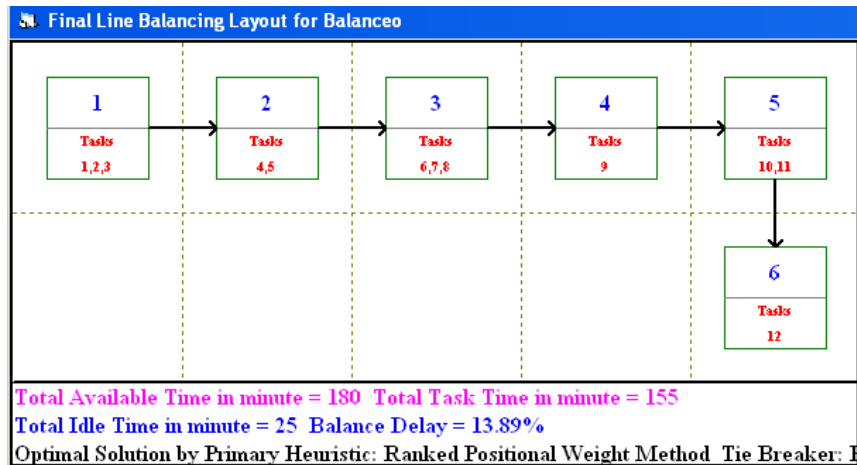 Final Line Balancing Layout for Balanceo
1 2 3 4 5
Tasks Tasks Tasks Tasks Tasks
1,2,3 4,5 6,7,8 9 10,11
6
Tasks
12
Total Available Time in minute = 180 Total Task Time in minute = 155
Total Idle Time in minute = 25 Balance Delay = 13.89%
Optimal Solution by Primary Heuristic: Ranked Positional Weight Method Tie Breaker: